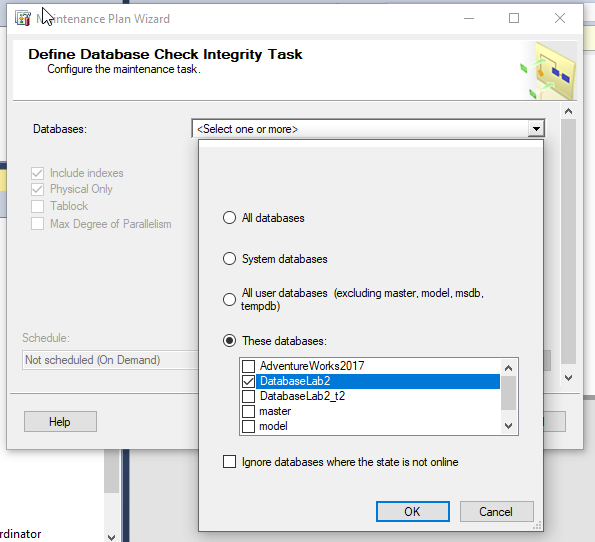 Maintenance Plan Wizard
Define Database Check Integrity Task
Configure the maintenance task.
Databases:
<Select one or more>
Include indexes
Physical Only
Tablock
Max Degree of Parallelism
All databases
System databases
All user databases (excluding master, model, msdb,
tempdb)
These databases:
AdventureWorks2017
DatabaseLab2
DatabaseLab2_t2
master
model
Ignore databases where the state is not online
OK
Cancel
Schedule:
Not scheduled (On Demand)
Help
rdinator